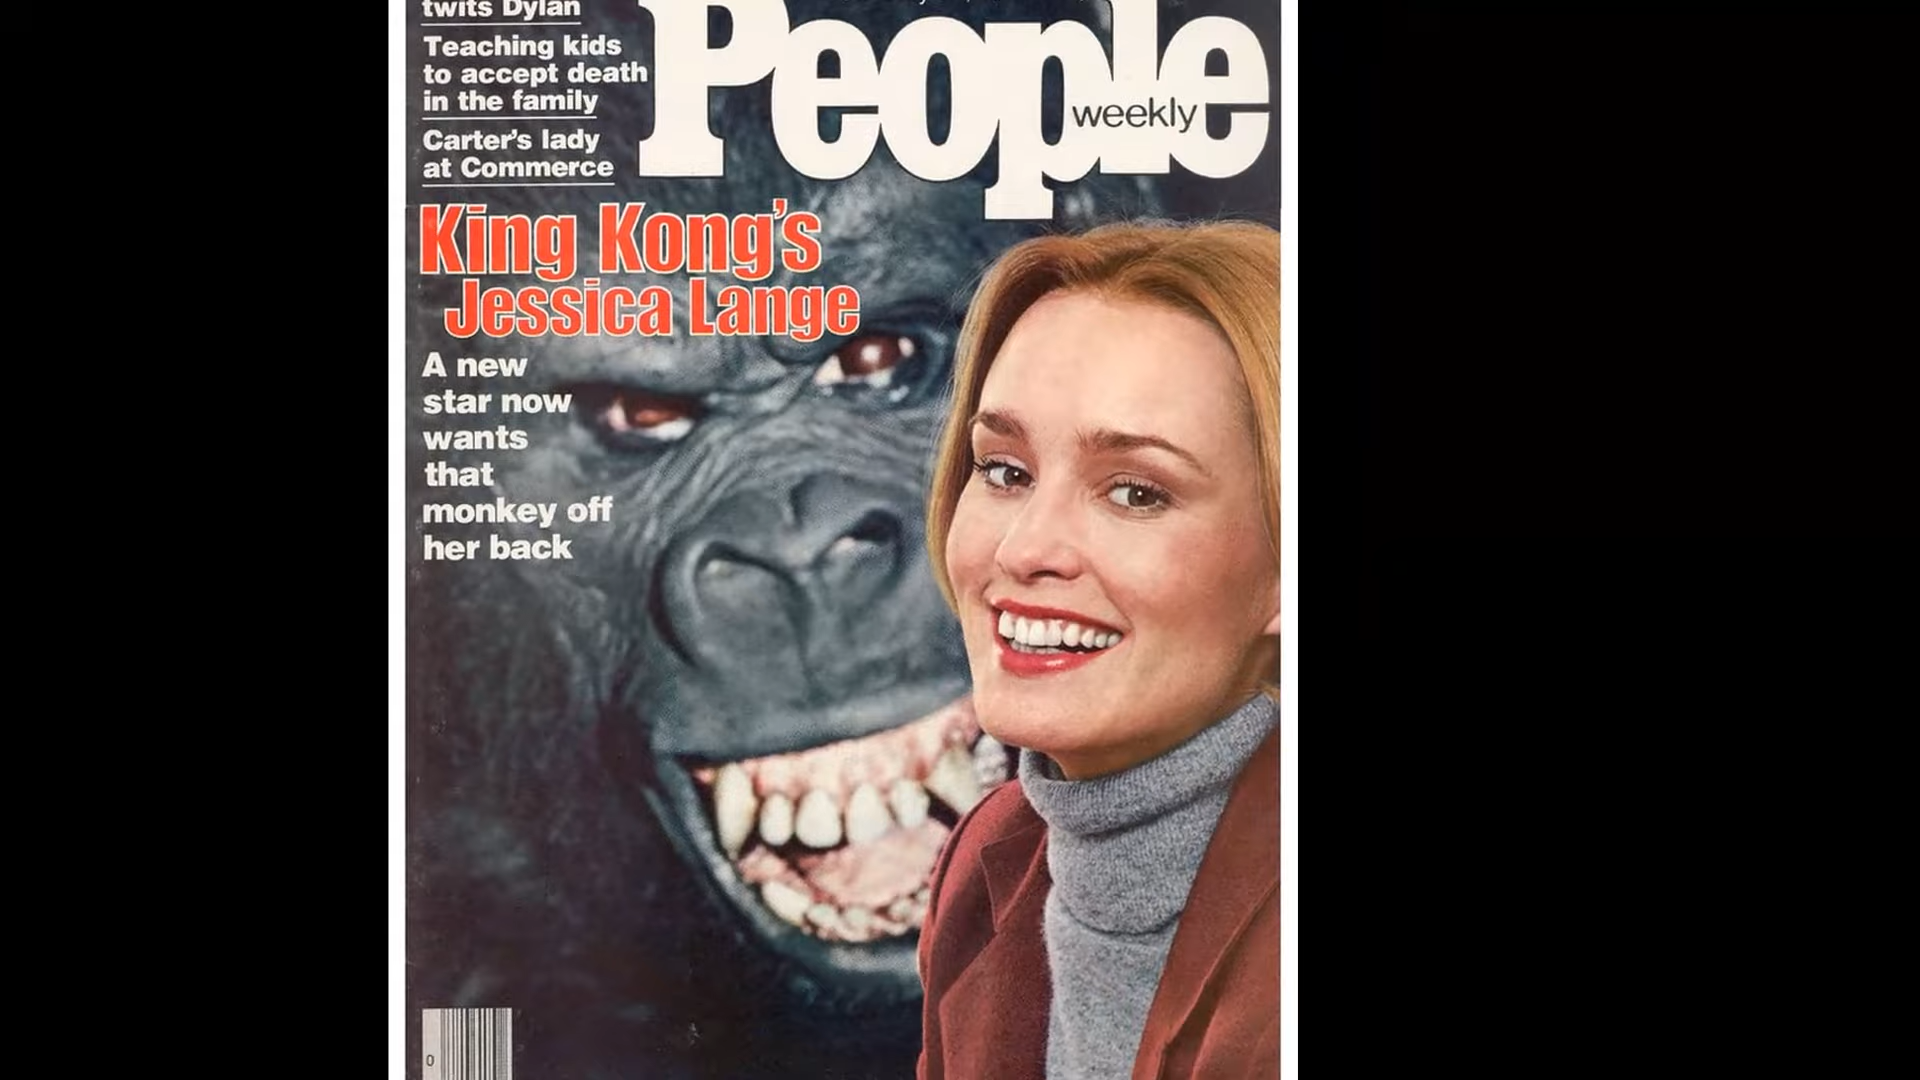 twits Dylan
Teaching kids
to accept death
in the family
Carter's lady
at Commerce
People
weekly
King Kong's
Jessica Lange
A new
star now
wants
that
monkey off
her back
0